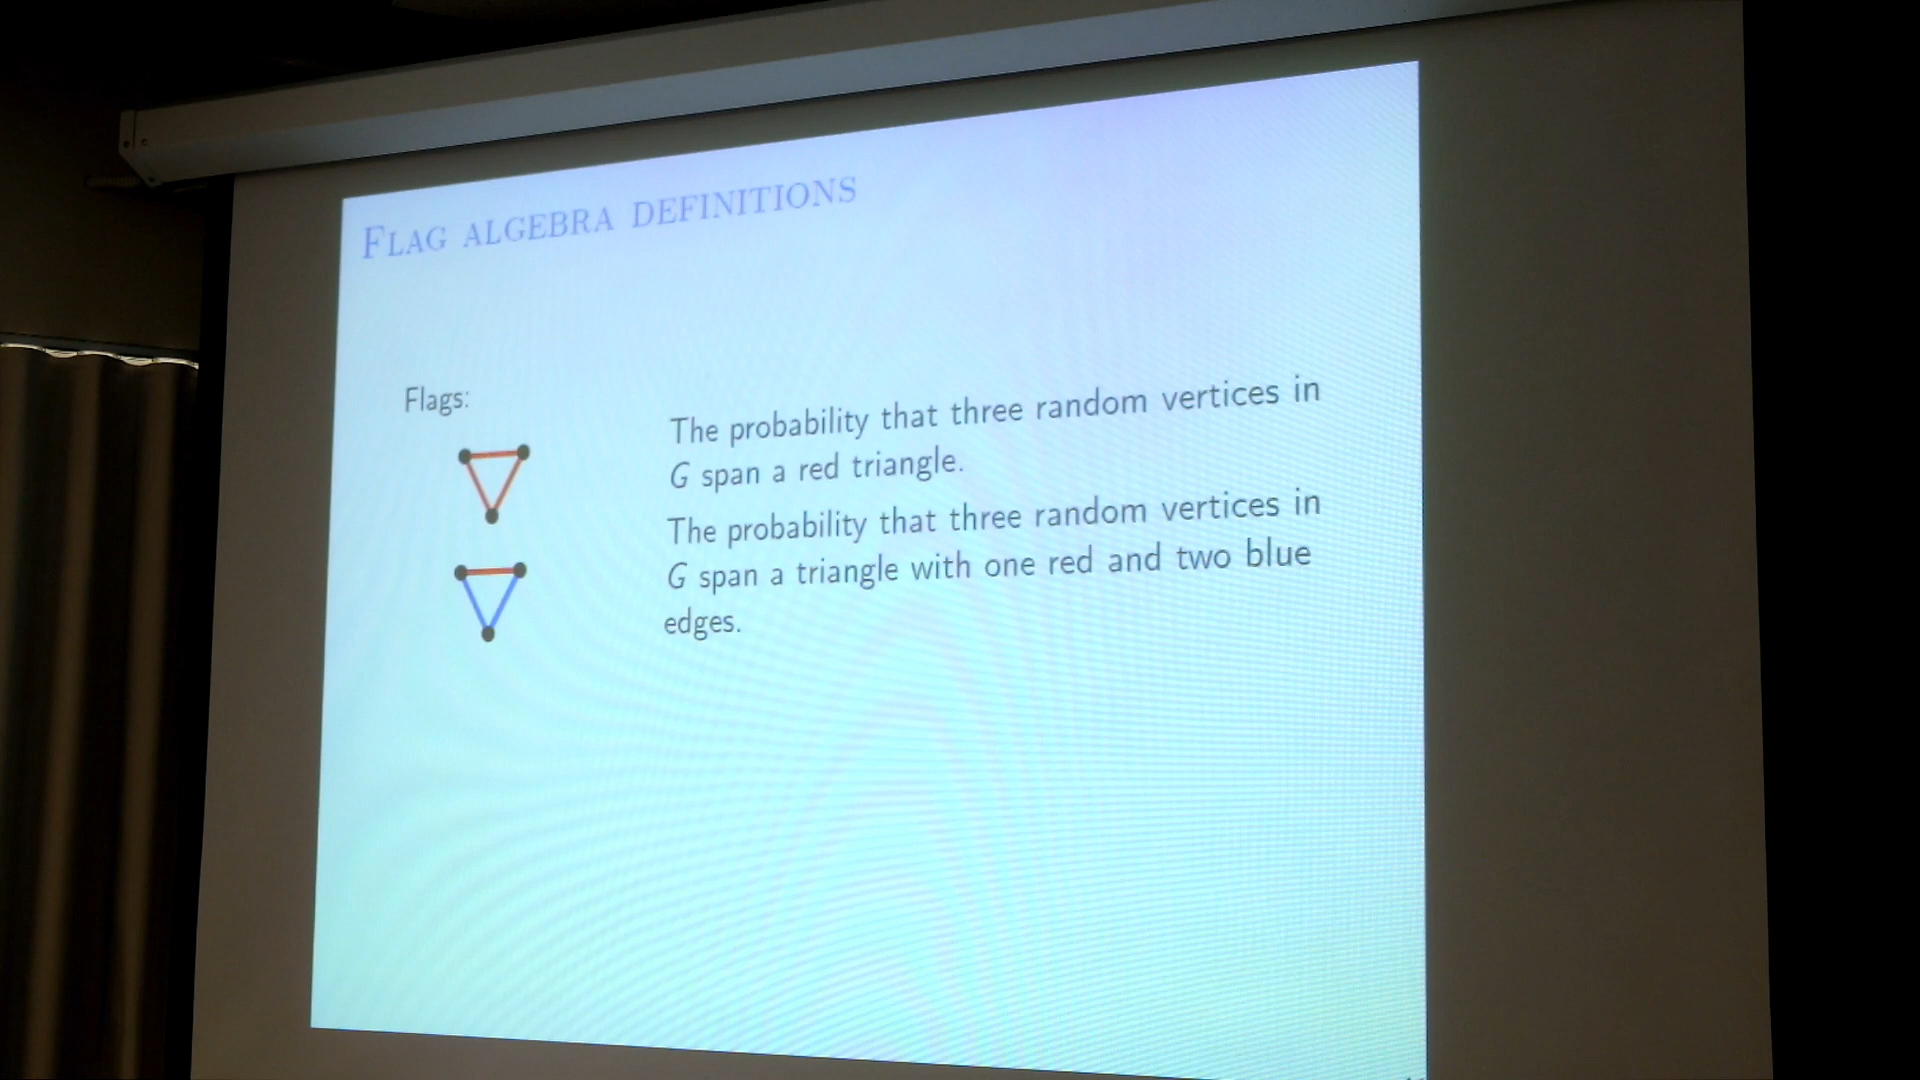 FLAG ALGEBRA DEFINITIONS
Flags:
The probability that three random vertices in
G span a red triangle.
The probability that three random vertices in
G span a triangle with one red and two blue
edges.